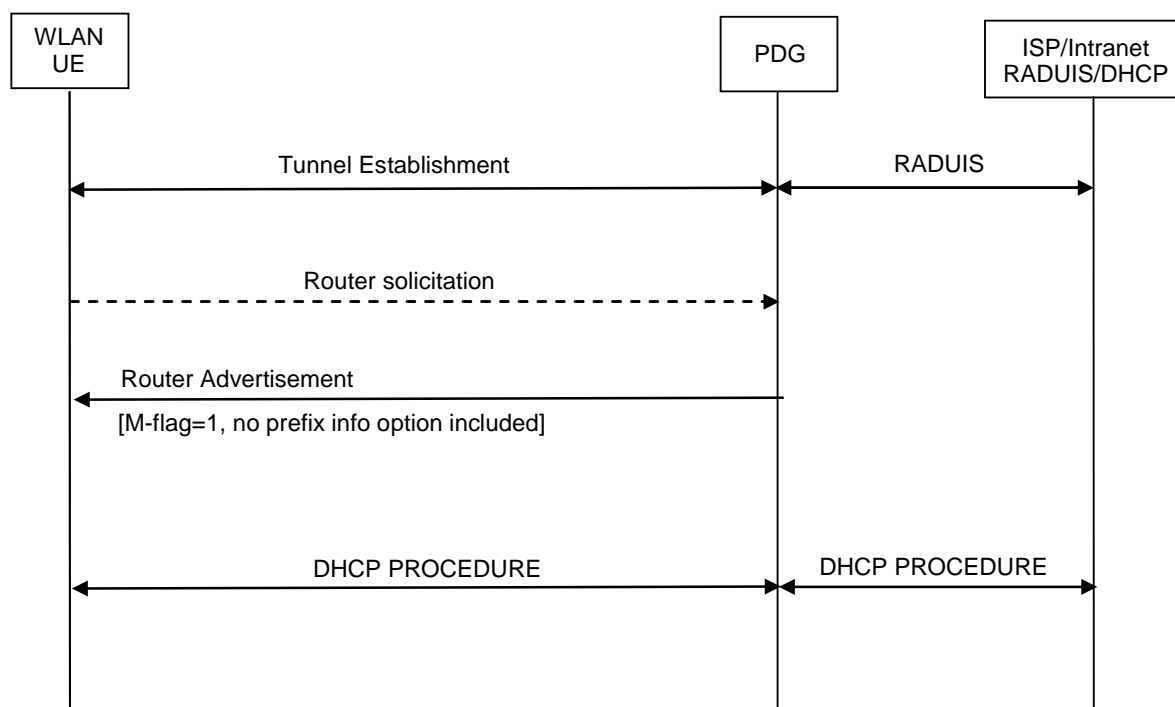 WLAN
UE
PDG
ISP/Intranet
RADUIS/DHCP
Tunnel Establishment
RADUIS
Router solicitation
Router Advertisement
[M-flag=1, no prefix info option included]
DHCP PROCEDURE
DHCP PROCEDURE